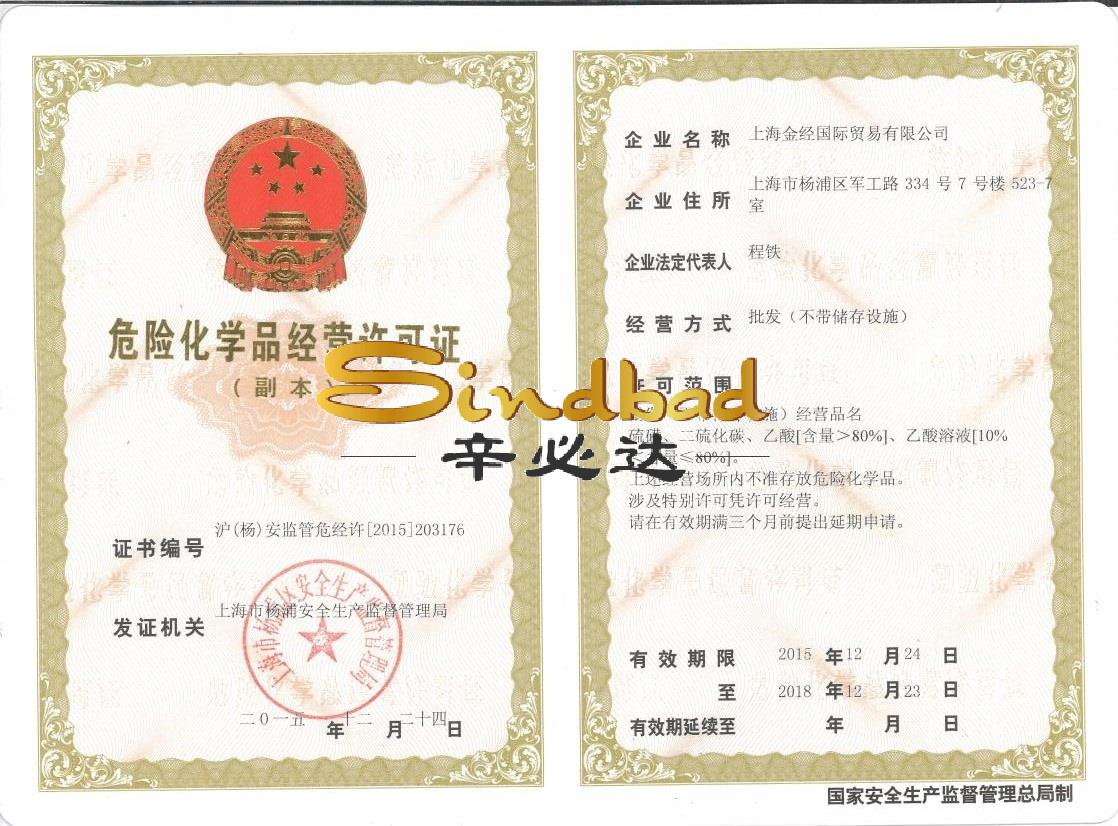 危险化学品经营许可证
（副本）
证书编号 沪(杨)安监管危经许[2015]203176
发证机关 上海市杨浦安全生产监督管理局
上海市杨浦区安全生产监督管理局
二0一五 年 十二 月 二十四 日
企业名称 上海金经国际贸易有限公司
企业住所 上海市杨浦区军工路 334 号 7 号楼 523-7
室
企业法定代表人 程铁
经营方式 批发（不带储存设施）
许可范围
施）经营品名
硫磺、二硫化碳、乙酸[含量＞80%]、乙酸溶液[10%
量≤80%]。
上述经营场所内不准存放危险化学品。
涉及特别许可凭许可经营。
请在有效期满三个月前提出延期申请。
有效期限 2015 年 12 月 24 日
至 2018 年 12 月 23 日
有效期延续至 年 月 日
国家安全生产监督管理总局制
Sindbad
辛必达